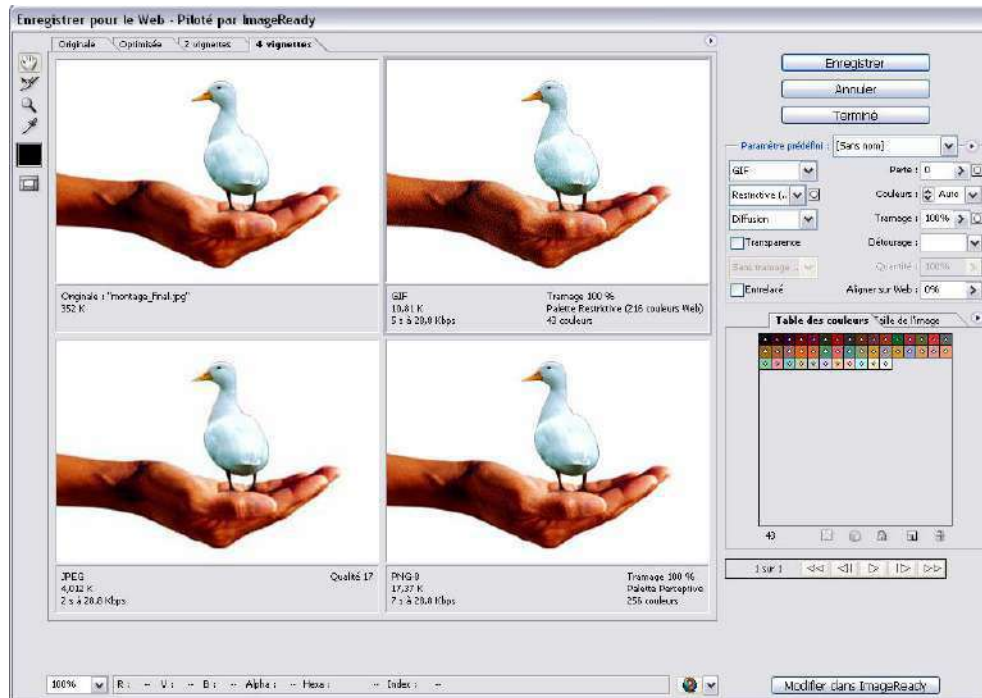 Enregistrer pour le Web - Piloté par ImageReady
Originale
Optimisée
2 vignettes
4 vignettes
Originale : "montage_final.jpg"
352 K
GIF
10,81 K
5 s à 28,8 Kbps
Tramage 100 %
Palette Restrictive (216 couleurs Web)
43 couleurs
JPEG
4,012 K
2 s à 28,8 Kbps
Qualité 17
PNG-8
17,37 K
7 s à 28,8 Kbps
Tramage 100 %
Palette Perceptive
256 couleurs
Enregistrer
Annuler
Terminé
Paramètre prédéfini : [Sans nom]
GIF
Perte : 0
Restrictive (..
Couleurs : Auto
Diffusion
Tramage : 100%
Transparence
Détourage :
Sans tramage ..
Quantité : 100%
Entrelacé
Aligner sur Web : 0%
Table des couleurs
Taille de l'image
43
1 sur 1
100%
R : -- V : -- B : -- Alpha : -- Hexa : -- Index : --
Modifier dans ImageReady